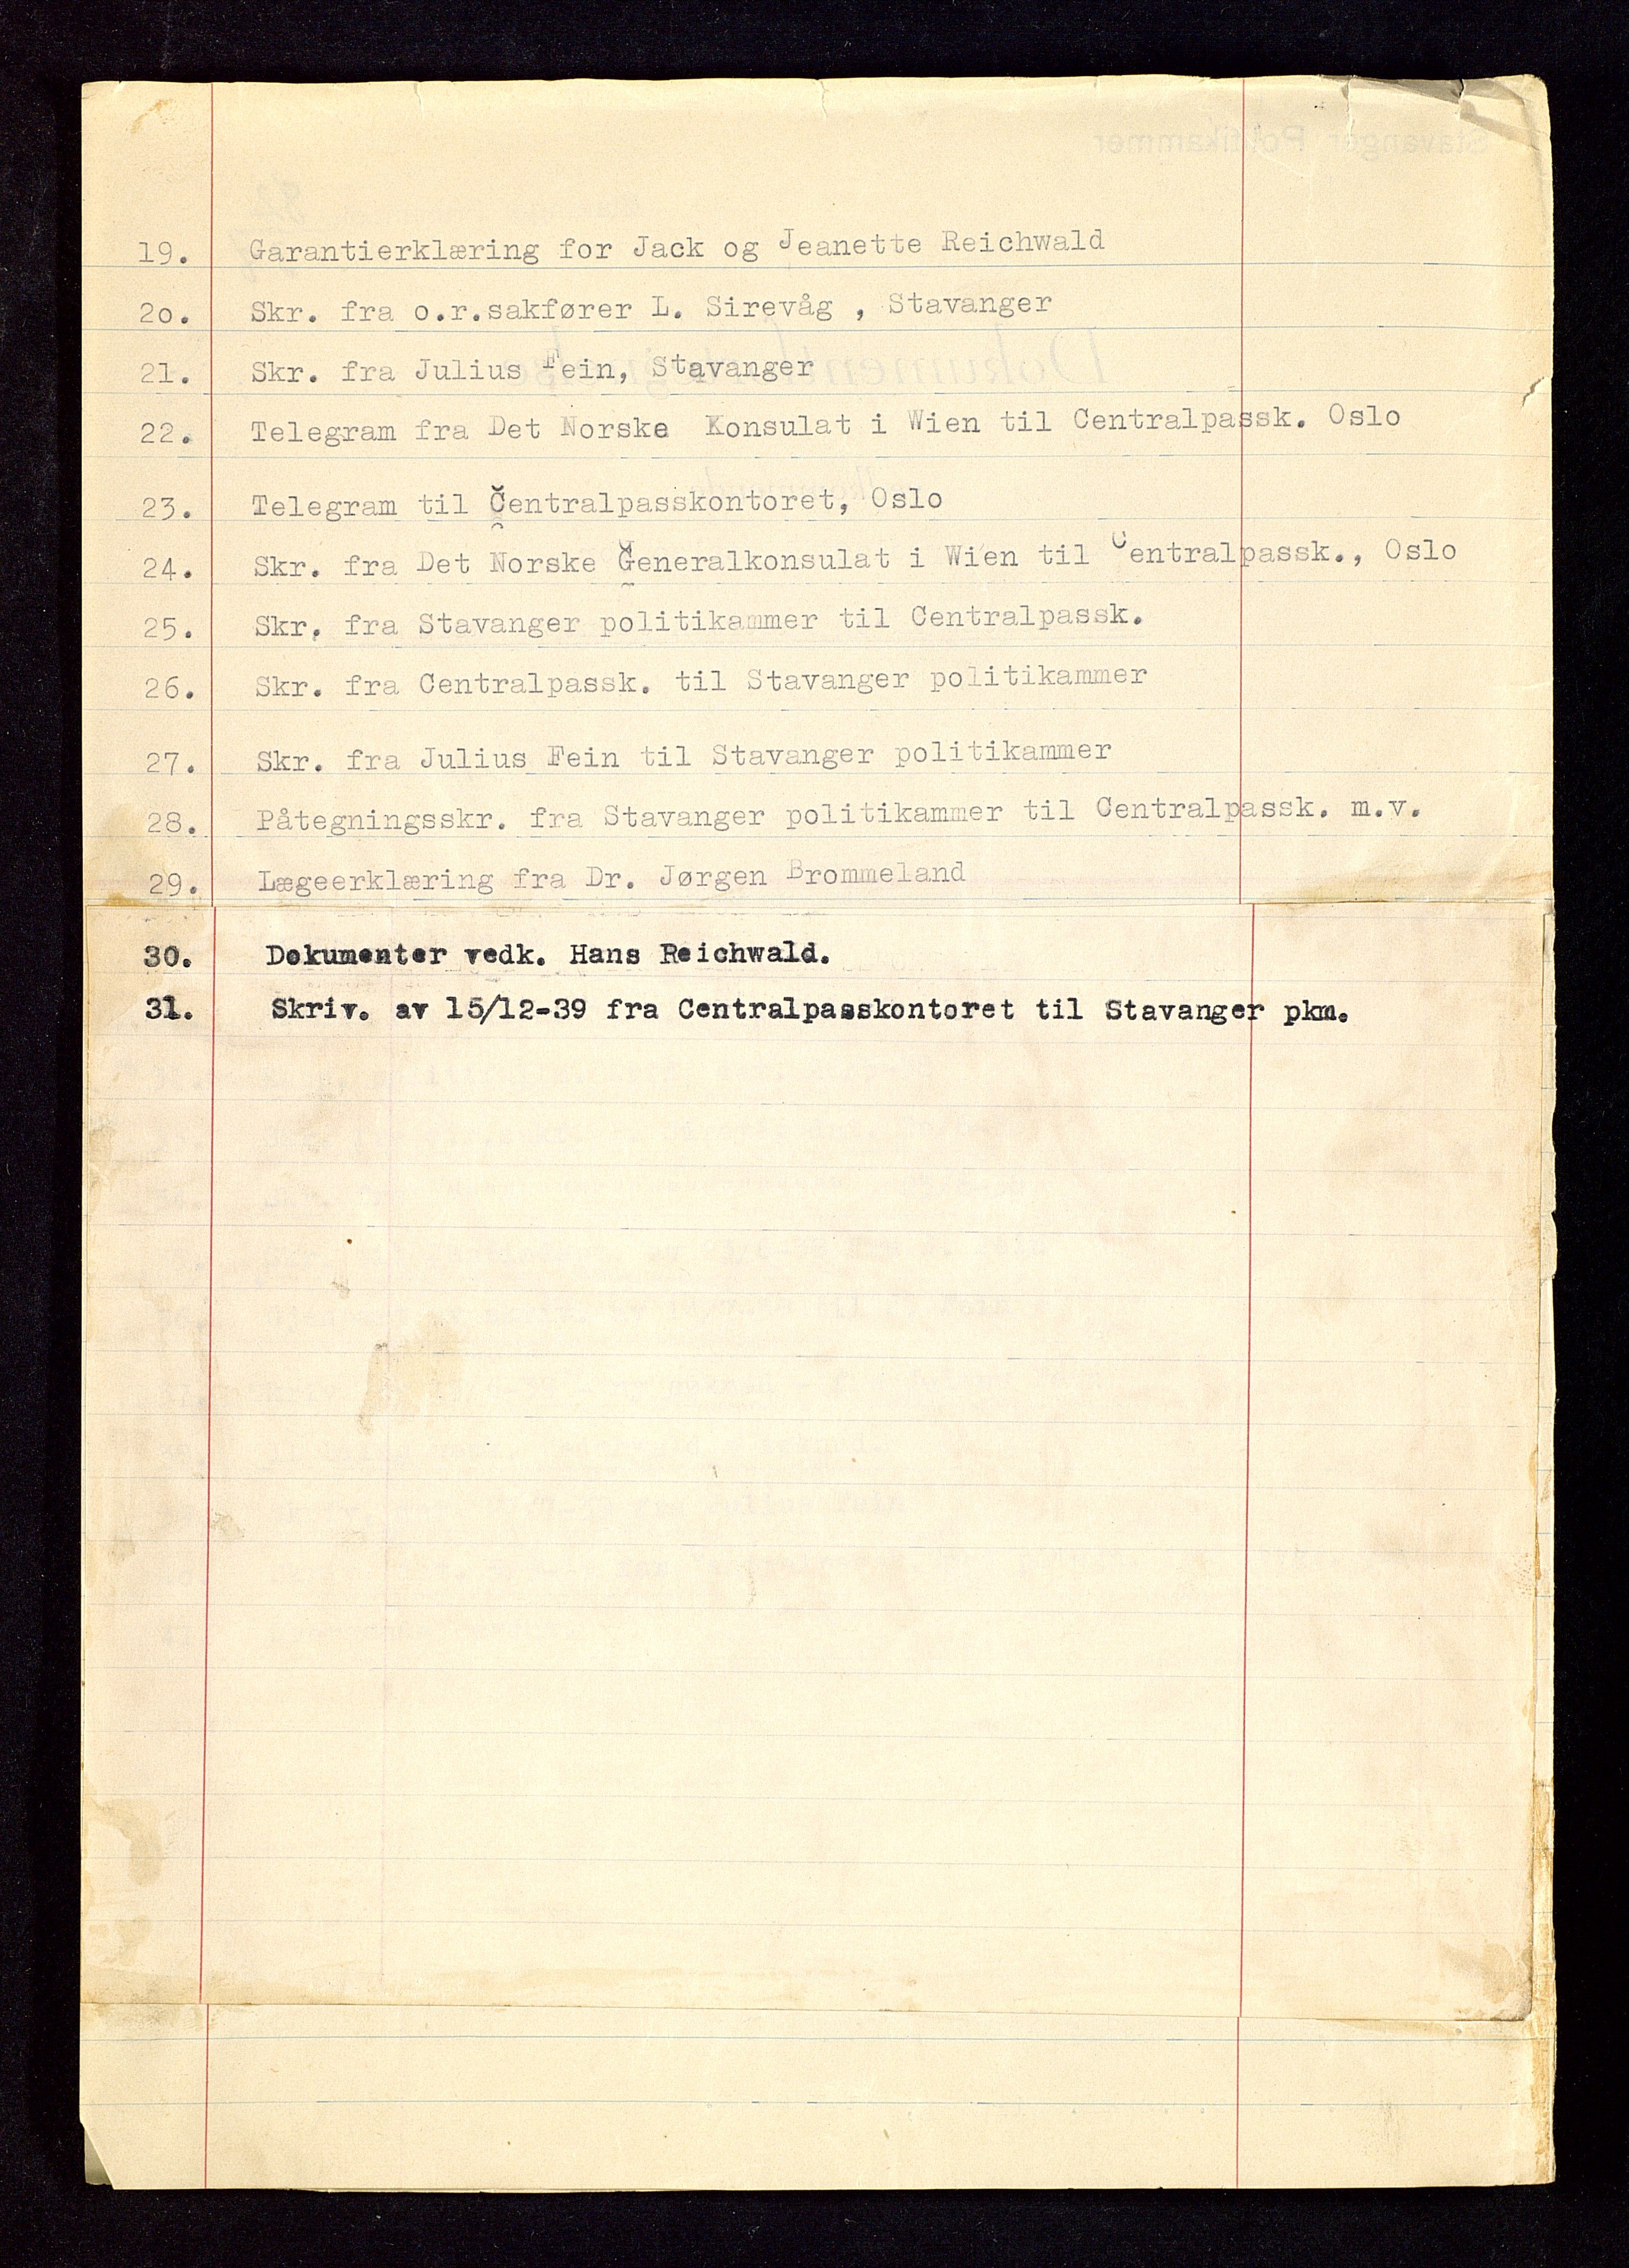 19. Garantierklæring for Jack og Jeanette Reichwald
2o. Skr. fra o.r.sakfører L. Sirevåg , Stavanger
21. Skr. fra Julius Fein, Stavanger
22. Telegram fra Det Norske Konsulat i Wien til Centralpassk. Oslo
23. Telegram til Centralpasskontoret, Oslo
24. Skr. fra Det Norske Generalkonsulat i Wien til Centralpassk., Oslo
25. Skr. fra Stavanger politikammer til Centralpassk.
26. Skr. fra Centralpassk. til Stavanger politikammer
27. Skr. fra Julius Fein til Stavanger politikammer
28. Påtegningsskr. fra Stavanger politikammer til Centralpassk. m.v.
29. Lægeerklæring fra Dr. Jørgen Brommeland
30. Dokumenter vedk. Hans Reichwald.
31. Skriv. av 15/12-39 fra Centralpasskontoret til Stavanger pkm.